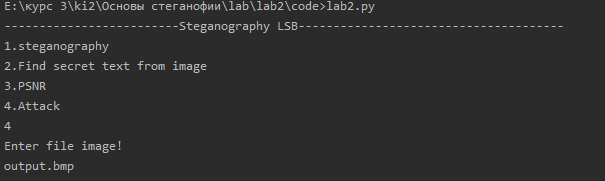 E:\курс 3\ki2\Основы стеганофии\lab\lab2\code>lab2.py
-------------------------Steganography LSB--------------------------------------
1.steganography
2.Find secret text from image
3.PSNR
4.Attack
4
Enter file image!
output.bmp